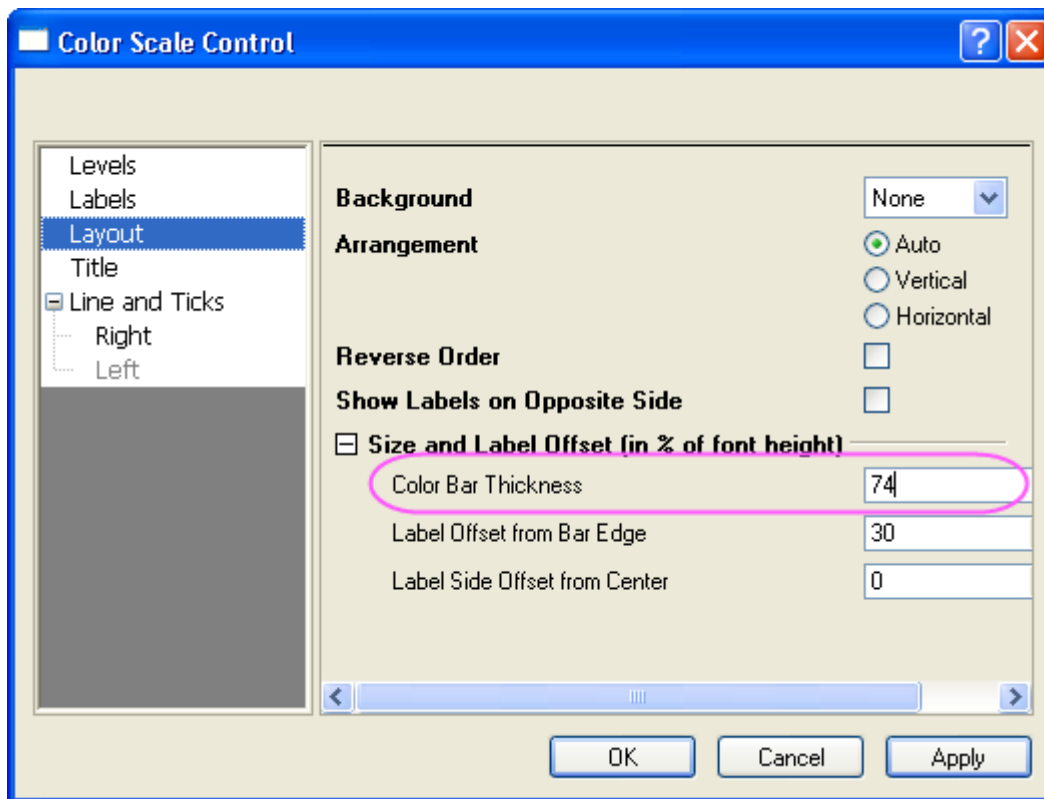 Color Scale Control
Levels
Labels
Layout
Title
Line and Ticks
Right
Left
Background None
Arrangement Auto
Vertical
Horizontal
Reverse Order
Show Labels on Opposite Side
Size and Label Offset (in % of font height)
Color Bar Thickness 74
Label Offset from Bar Edge 30
Label Side Offset from Center 0
OK Cancel Apply